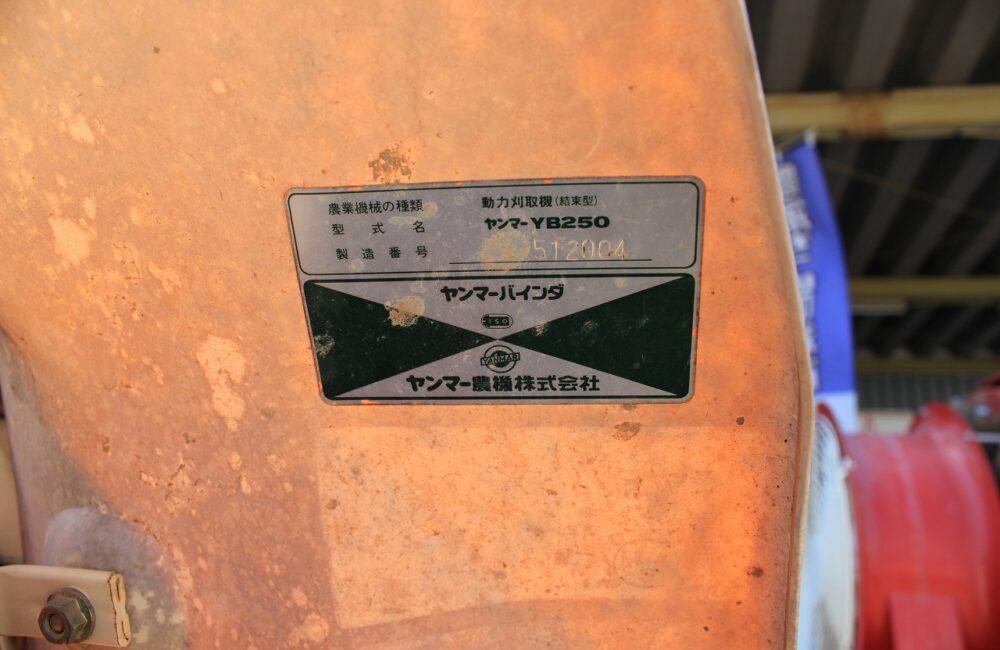 農業機械の種類 動力刈取機(結束型)
型式名 ヤンマーYB250
製造番号 512004
ヤンマーバインダ
ISO
YANMAR
ヤンマー農機株式会社